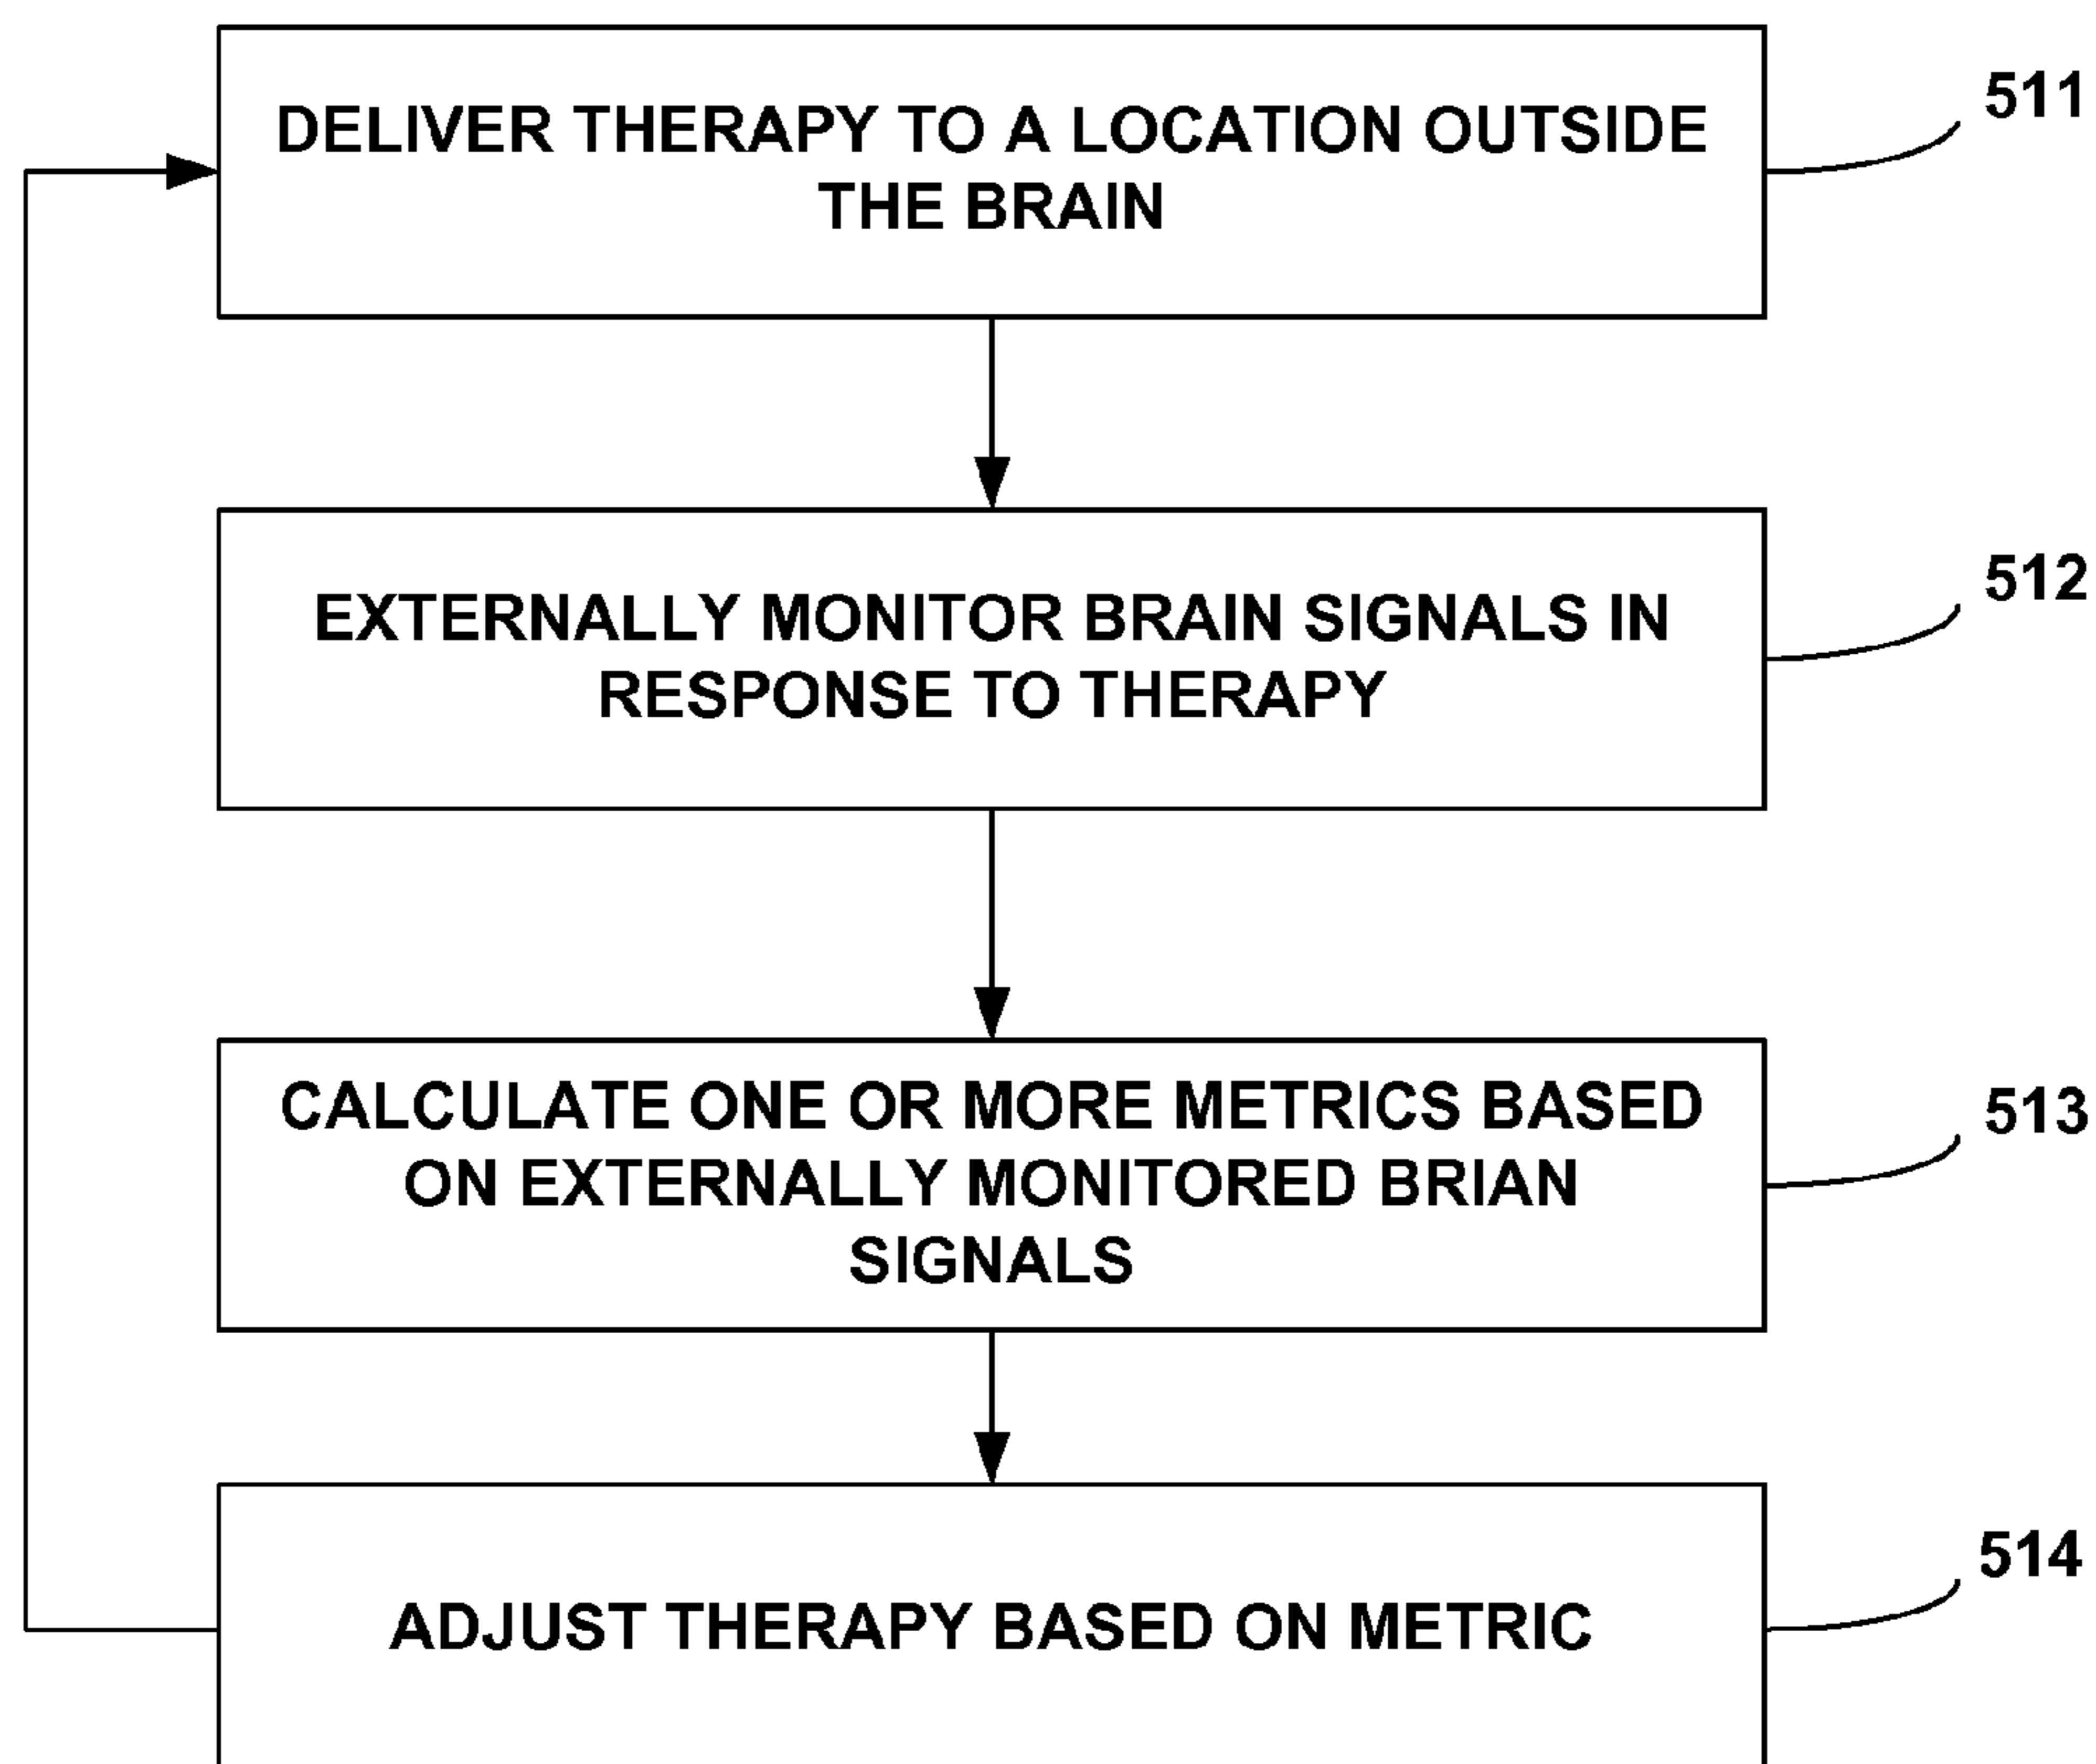 DELIVER THERAPY TO A LOCATION OUTSIDE
THE BRAIN
511
EXTERNALLY MONITOR BRAIN SIGNALS IN
RESPONSE TO THERAPY
512
CALCULATE ONE OR MORE METRICS BASED
ON EXTERNALLY MONITORED BRIAN
SIGNALS
513
ADJUST THERAPY BASED ON METRIC
514